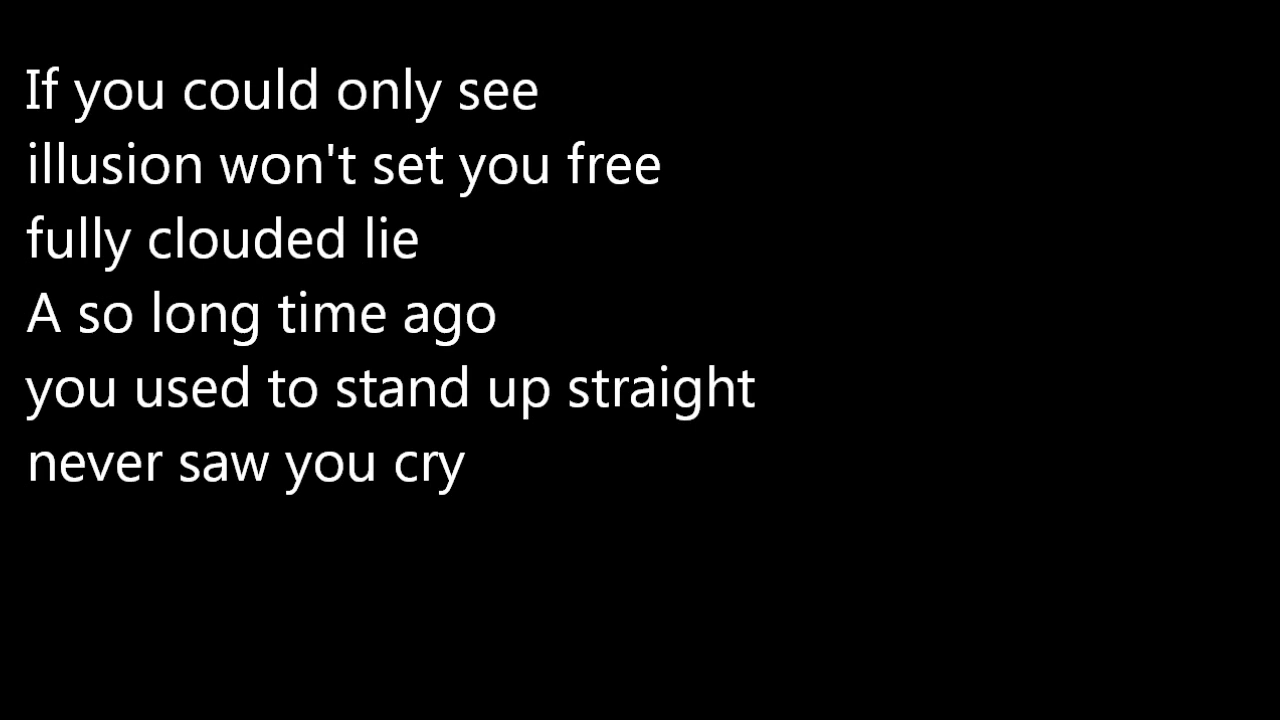 If you could only see
illusion won't set you free
fully clouded lie
A so long time ago
you used to stand up straight
never saw you cry